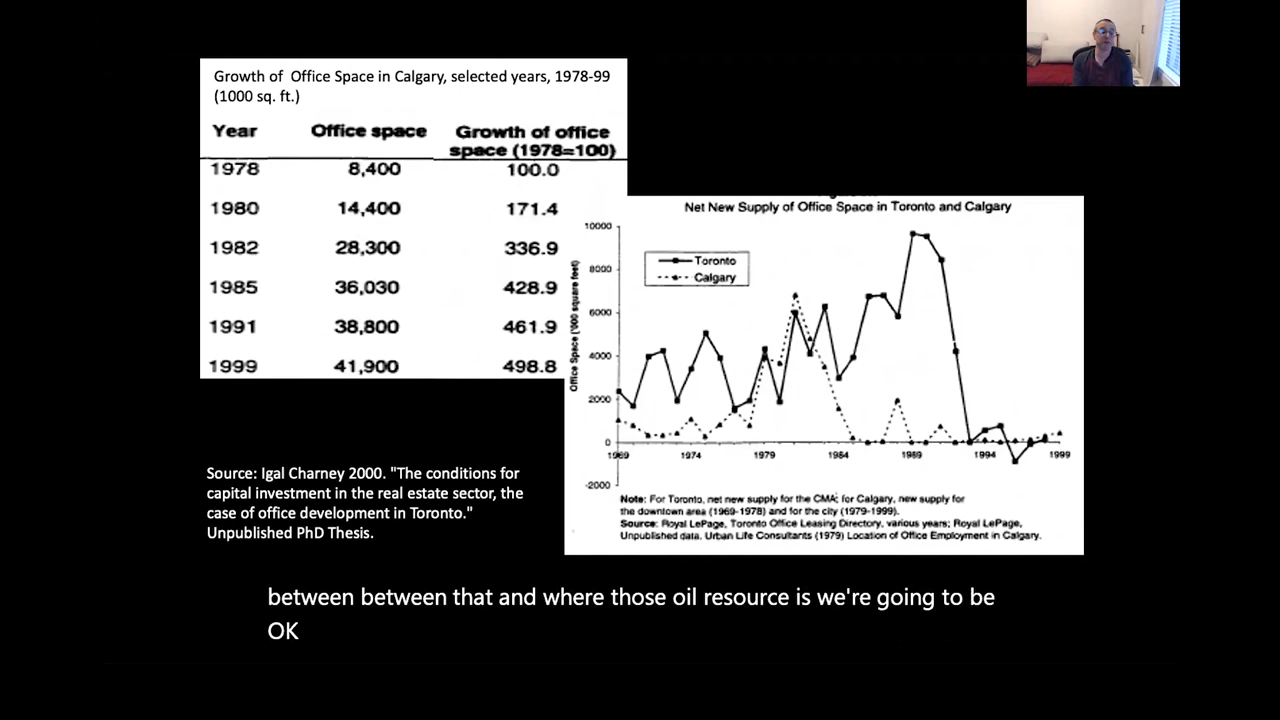 Growth of Office Space in Calgary, selected years, 1978-99
(1000 sq. ft.)
Year Office space Growth of office
space (1978=100)
1978 8,400 100.0
1980 14,400 171.4
1982 28,300 336.9
1985 36,030 428.9
1991 38,800 461.9
1999 41,900 498.8
Source: Igal Charney 2000. "The conditions for
capital investment in the real estate sector, the
case of office development in Toronto."
Unpublished PhD Thesis.
Net New Supply of Office Space in Toronto and Calgary
Office Space ('000 square feet)
10000
8000
6000
4000
2000
0
-2000
Toronto
Calgary
1969 1974 1979 1984 1989 1994 1999
Note: For Toronto, net new supply for the CMA; for Calgary, new supply for
the downtown area (1969-1978) and for the city (1979-1999).
Source: Royal LePage, Toronto Office Leasing Directory, various years; Royal LePage,
Unpublished data. Urban Life Consultants (1979) Location of Office Employment in Calgary.
between between that and where those oil resource is we're going to be
OK